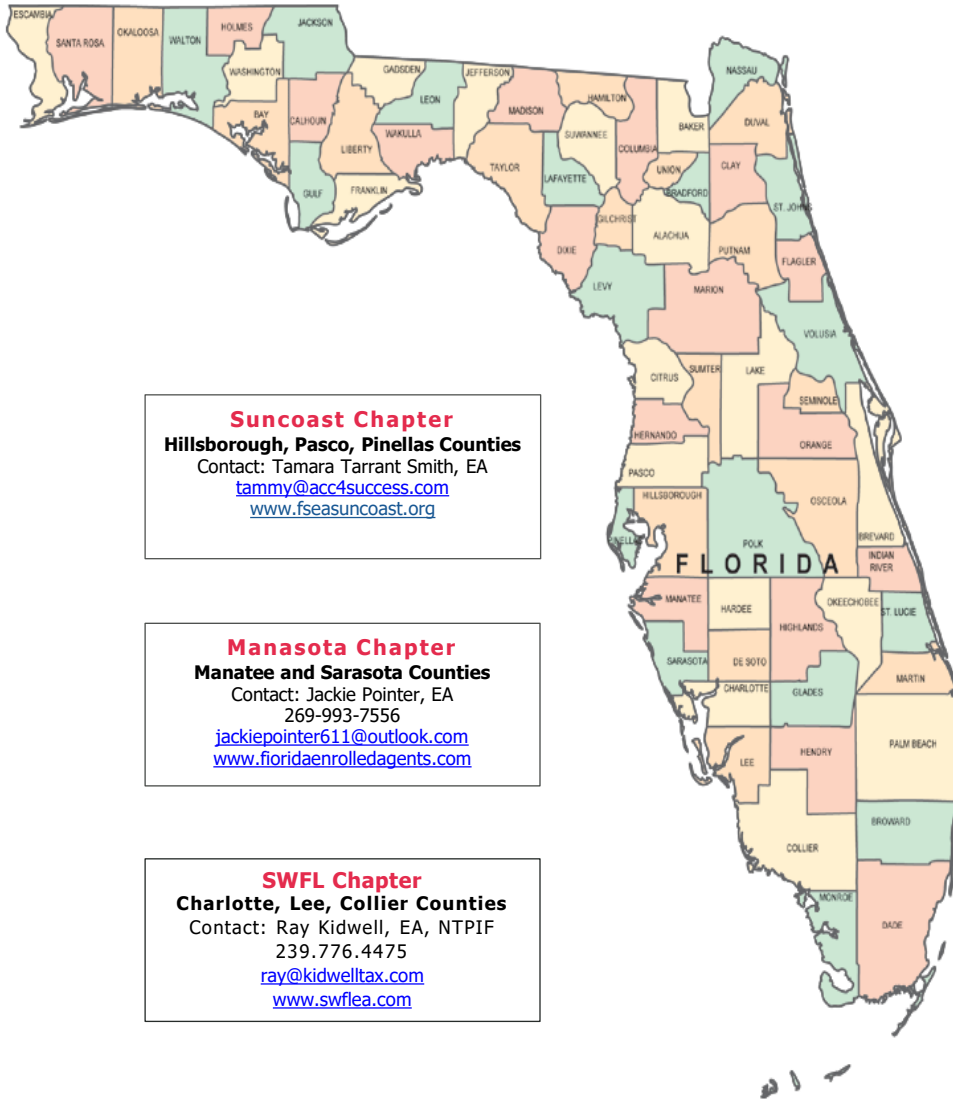 ESCAMBIA
SANTA ROSA
OKALOOSA
WALTON
HOLMES
JACKSON
WASHINGTON
BAY
CALHOUN
GULF
GADSDEN
LIBERTY
FRANKLIN
LEON
WAKULLA
JEFFERSON
MADISON
TAYLOR
HAMILTON
SUWANNEE
LAFAYETTE
DIXIE
COLUMBIA
GILCHRIST
LEVY
BAKER
UNION
BRADFORD
ALACHUA
NASSAU
DUVAL
CLAY
ST. JOHNS
PUTNAM
FLAGLER
MARION
VOLUSIA
CITRUS
SUMTER
LAKE
SEMINOLE
HERNANDO
ORANGE
PASCO
HILLSBOROUGH
PINELLAS
POLK
OSCEOLA
BREVARD
INDIAN
RIVER
FLORIDA
MANATEE
HARDEE
HIGHLANDS
OKEECHOBEE
ST. LUCIE
SARASOTA
DE SOTO
MARTIN
CHARLOTTE
GLADES
LEE
HENDRY
PALM BEACH
COLLIER
BROWARD
MONROE
DADE
Suncoast Chapter
Hillsborough, Pasco, Pinellas Counties
Contact: Tamara Tarrant Smith, EA
tammy@acc4success.com
www.fseasuncoast.org
Manasota Chapter
Manatee and Sarasota Counties
Contact: Jackie Pointer, EA
269-993-7556
jackiepointer611@outlook.com
www.fioridaenrolledagents.com
SWFL Chapter
Charlotte, Lee, Collier Counties
Contact: Ray Kidwell, EA, NTPIF
239.776.4475
ray@kidwelltax.com
www.swflea.com